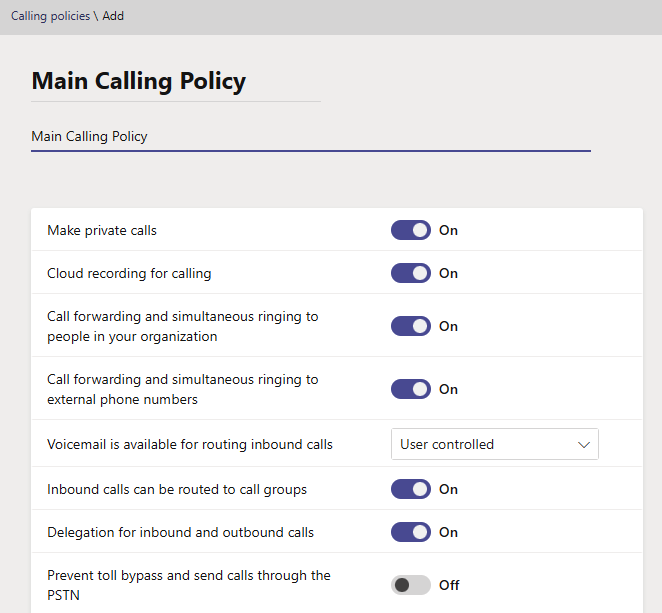 Calling policies \ Add
Main Calling Policy
Main Calling Policy
Make private calls On
Cloud recording for calling On
Call forwarding and simultaneous ringing to
people in your organization On
Call forwarding and simultaneous ringing to
external phone numbers On
Voicemail is available for routing inbound calls User controlled
Inbound calls can be routed to call groups On
Delegation for inbound and outbound calls On
Prevent toll bypass and send calls through the
PSTN Off